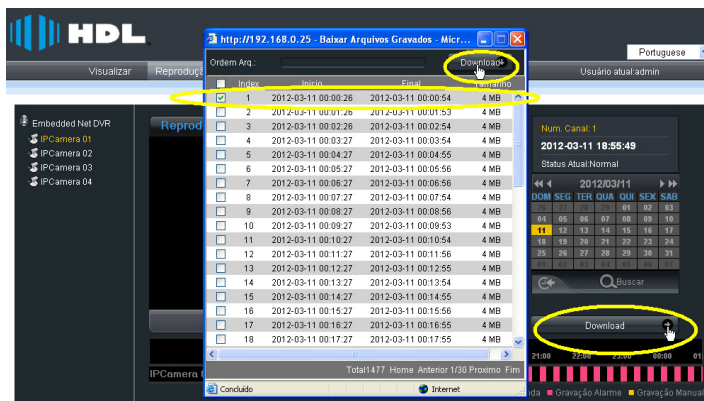 HDL
http://192.168.0.25 - Baixar Arquivos Gravados - Micr...
Portuguese
Visualizar
Reproduç
Usuário atual:admin
Ordem Arq.:
Download
Index Inicio Final Tamanho
1 2012-03-11 00:00:26 2012-03-11 00:00:54 4 MB
2 2012-03-11 00:01:26 2012-03-11 00:01:53 4 MB
3 2012-03-11 00:02:26 2012-03-11 00:02:54 4 MB
4 2012-03-11 00:03:27 2012-03-11 00:03:54 4 MB
5 2012-03-11 00:04:27 2012-03-11 00:04:55 4 MB
6 2012-03-11 00:05:27 2012-03-11 00:05:56 4 MB
7 2012-03-11 00:06:27 2012-03-11 00:06:56 4 MB
8 2012-03-11 00:07:27 2012-03-11 00:07:54 4 MB
9 2012-03-11 00:08:27 2012-03-11 00:08:56 4 MB
10 2012-03-11 00:09:27 2012-03-11 00:09:53 4 MB
11 2012-03-11 00:10:27 2012-03-11 00:10:54 4 MB
12 2012-03-11 00:11:27 2012-03-11 00:11:56 4 MB
13 2012-03-11 00:12:27 2012-03-11 00:12:55 4 MB
14 2012-03-11 00:13:27 2012-03-11 00:13:54 4 MB
15 2012-03-11 00:14:27 2012-03-11 00:14:55 4 MB
16 2012-03-11 00:15:27 2012-03-11 00:15:56 4 MB
17 2012-03-11 00:16:27 2012-03-11 00:16:55 4 MB
18 2012-03-11 00:17:27 2012-03-11 00:17:55 4 MB
Total1477 Home Anterior 1/30 Proximo Fim
Concluído
Internet
Embedded Net DVR
IPCamera 01
IPCamera 02
IPCamera 03
IPCamera 04
Reprod
IPCamera
Num. Canal: 1
2012-03-11 18:55:49
Status Atual:Normal
2012/03/11
DOM SEG TER QUA QUI SEX SAB
01 02 03
04 05 06 07 08 09 10
11 12 13 14 15 16 17
18 19 20 21 22 23 24
25 26 27 28 29 30 31
Buscar
Download
21:00 22:00 23:00 00:00 01:
da Gravação Alarme Gravação Manual